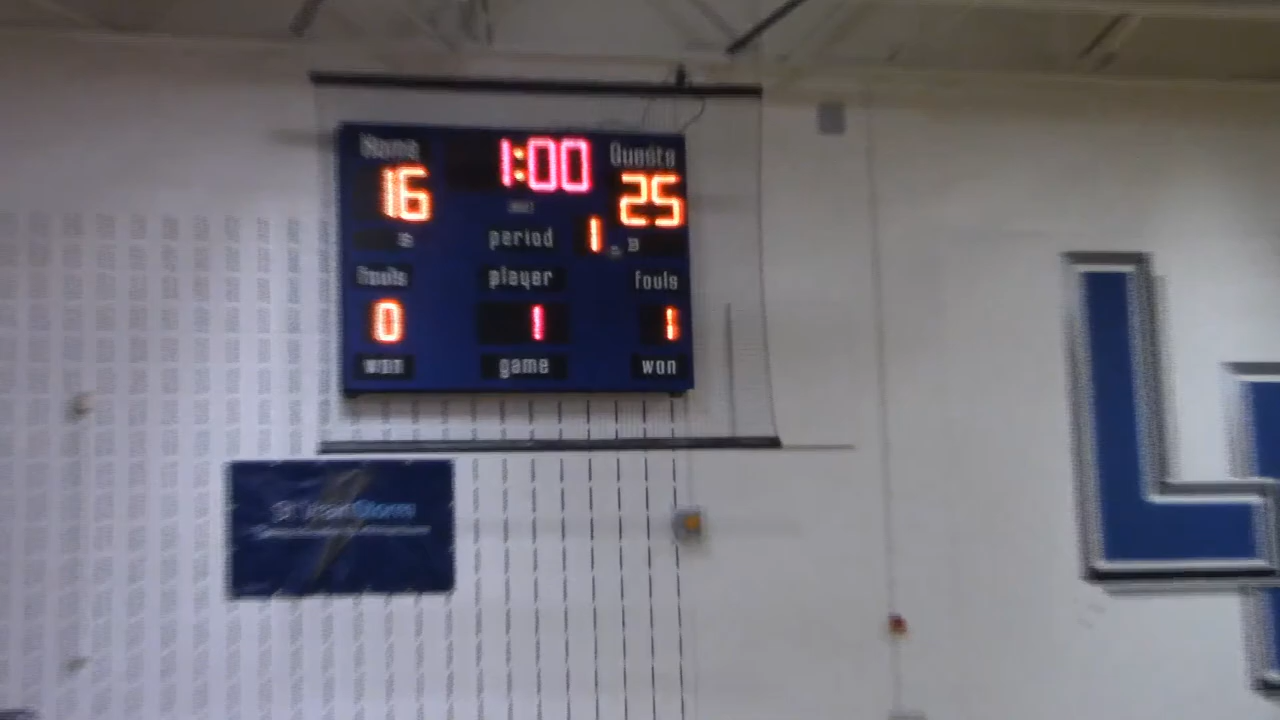 Home 1:00 Guests
16 25
period 1
fouls player fouls
0 1 1
won game won
L